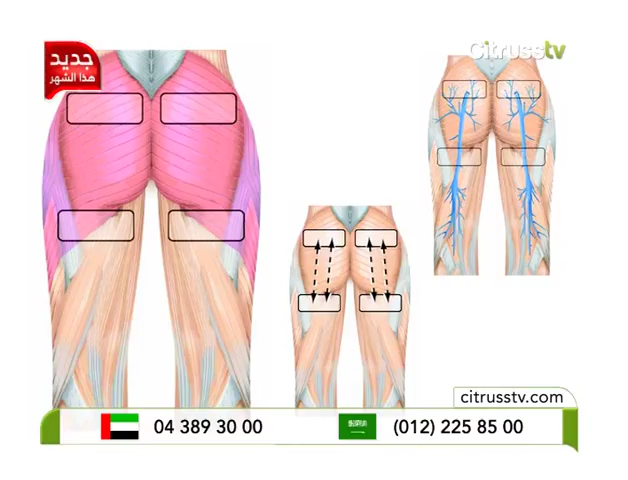 جديد
هذا الشهر
Citrusstv
citrusstv.com
04 389 30 00
(012) 225 85 00